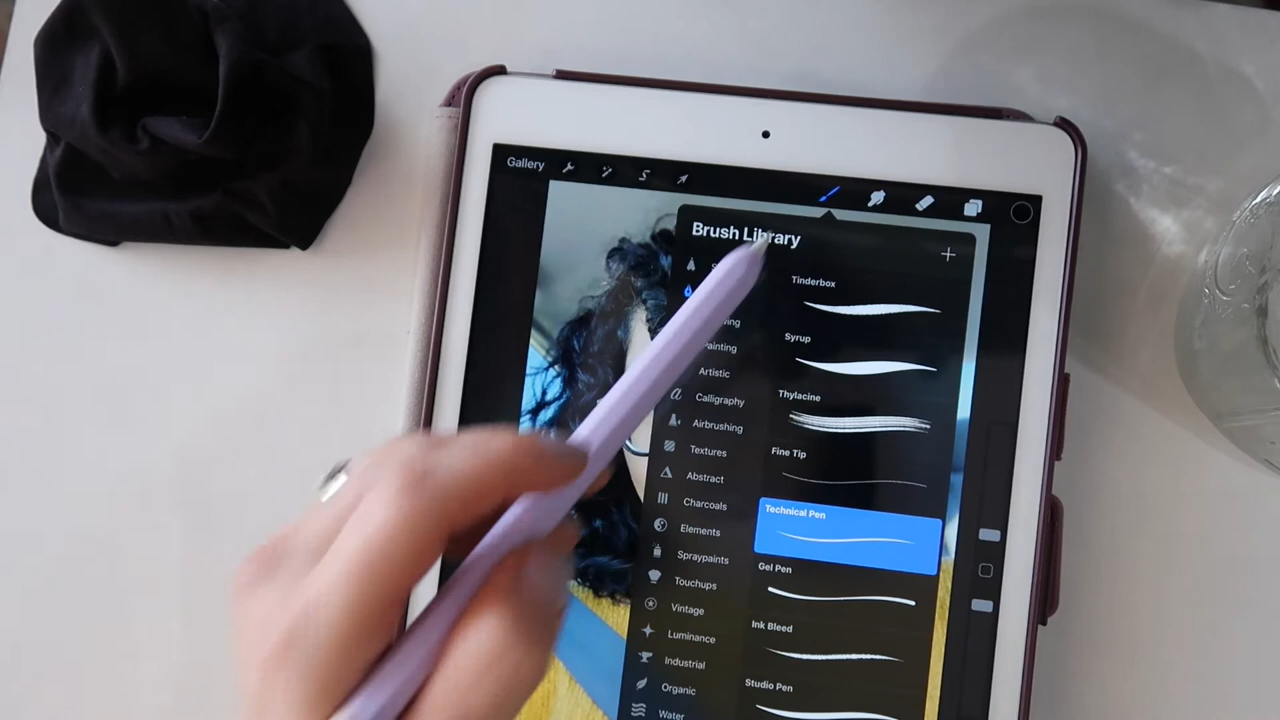 Gallery
Brush Library
Tinderbox
Syrup
Painting
Artistic
Thylacine
Calligraphy
Airbrushing
Fine Tip
Textures
Abstract
Technical Pen
Charcoals
Elements
Gel Pen
Spraypaints
Touchups
Ink Bleed
Vintage
Luminance
Industrial
Studio Pen
Organic
Water